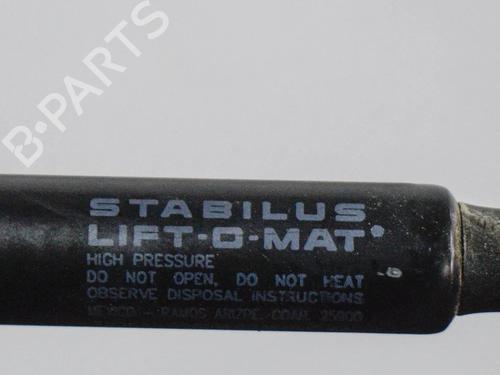 B-PARTS
STABILUS
LIFT-O-MAT®
HIGH PRESSURE
DO NOT OPEN, DO NOT HEAT
OBSERVE DISPOSAL INSTRUCTIONS
MEXICO - RAMOS ARIZPE, COAH. 25900